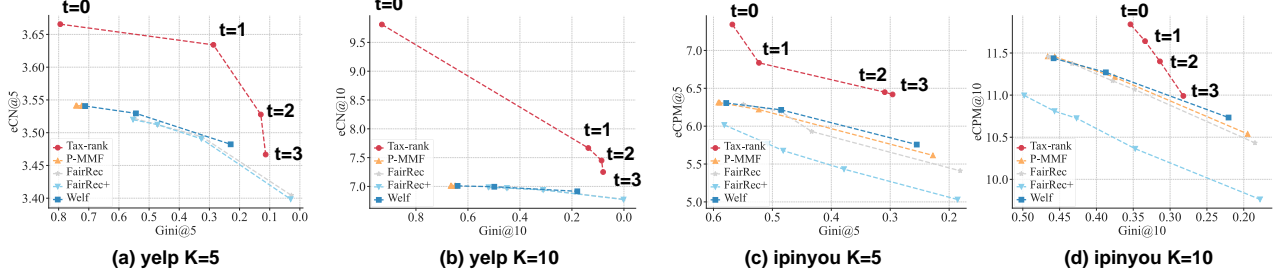 t=0
t=1
t=2
t=3
3.65
3.60
3.55
3.50
3.45
3.40
eCN@5
Tax-rank
P-MMF
FairRec
FairRec+
Welf
0.8 0.7 0.6 0.5 0.4 0.3 0.2 0.1 0.0
Gini@5
(a) yelp K=5
t=0
t=1
t=2
t=3
9.5
9.0
8.5
8.0
7.5
7.0
eCN@10
Tax-rank
P-MMF
FairRec
FairRec+
Welf
0.8 0.6 0.4 0.2 0.0
Gini@10
(b) yelp K=10
t=0
t=1
t=2
t=3
7.0
6.5
6.0
5.5
5.0
eCPM@5
Tax-rank
P-MMF
FairRec
FairRec+
Welf
0.6 0.5 0.4 0.3 0.2
Gini@5
(c) ipinyou K=5
t=0
t=1
t=2
t=3
11.5
11.0
10.5
10.0
eCPM@10
Tax-rank
P-MMF
FairRec
FairRec+
Welf
0.50 0.45 0.40 0.35 0.30 0.25 0.20
Gini@10
(d) ipinyou K=10